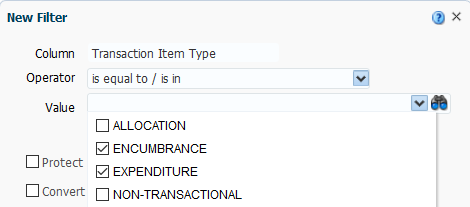 New Filter
Column Transaction Item Type
Operator is equal to / is in
Value
ALLOCATION
ENCUMBRANCE
Protect
EXPENDITURE
Convert
NON-TRANSACTIONAL